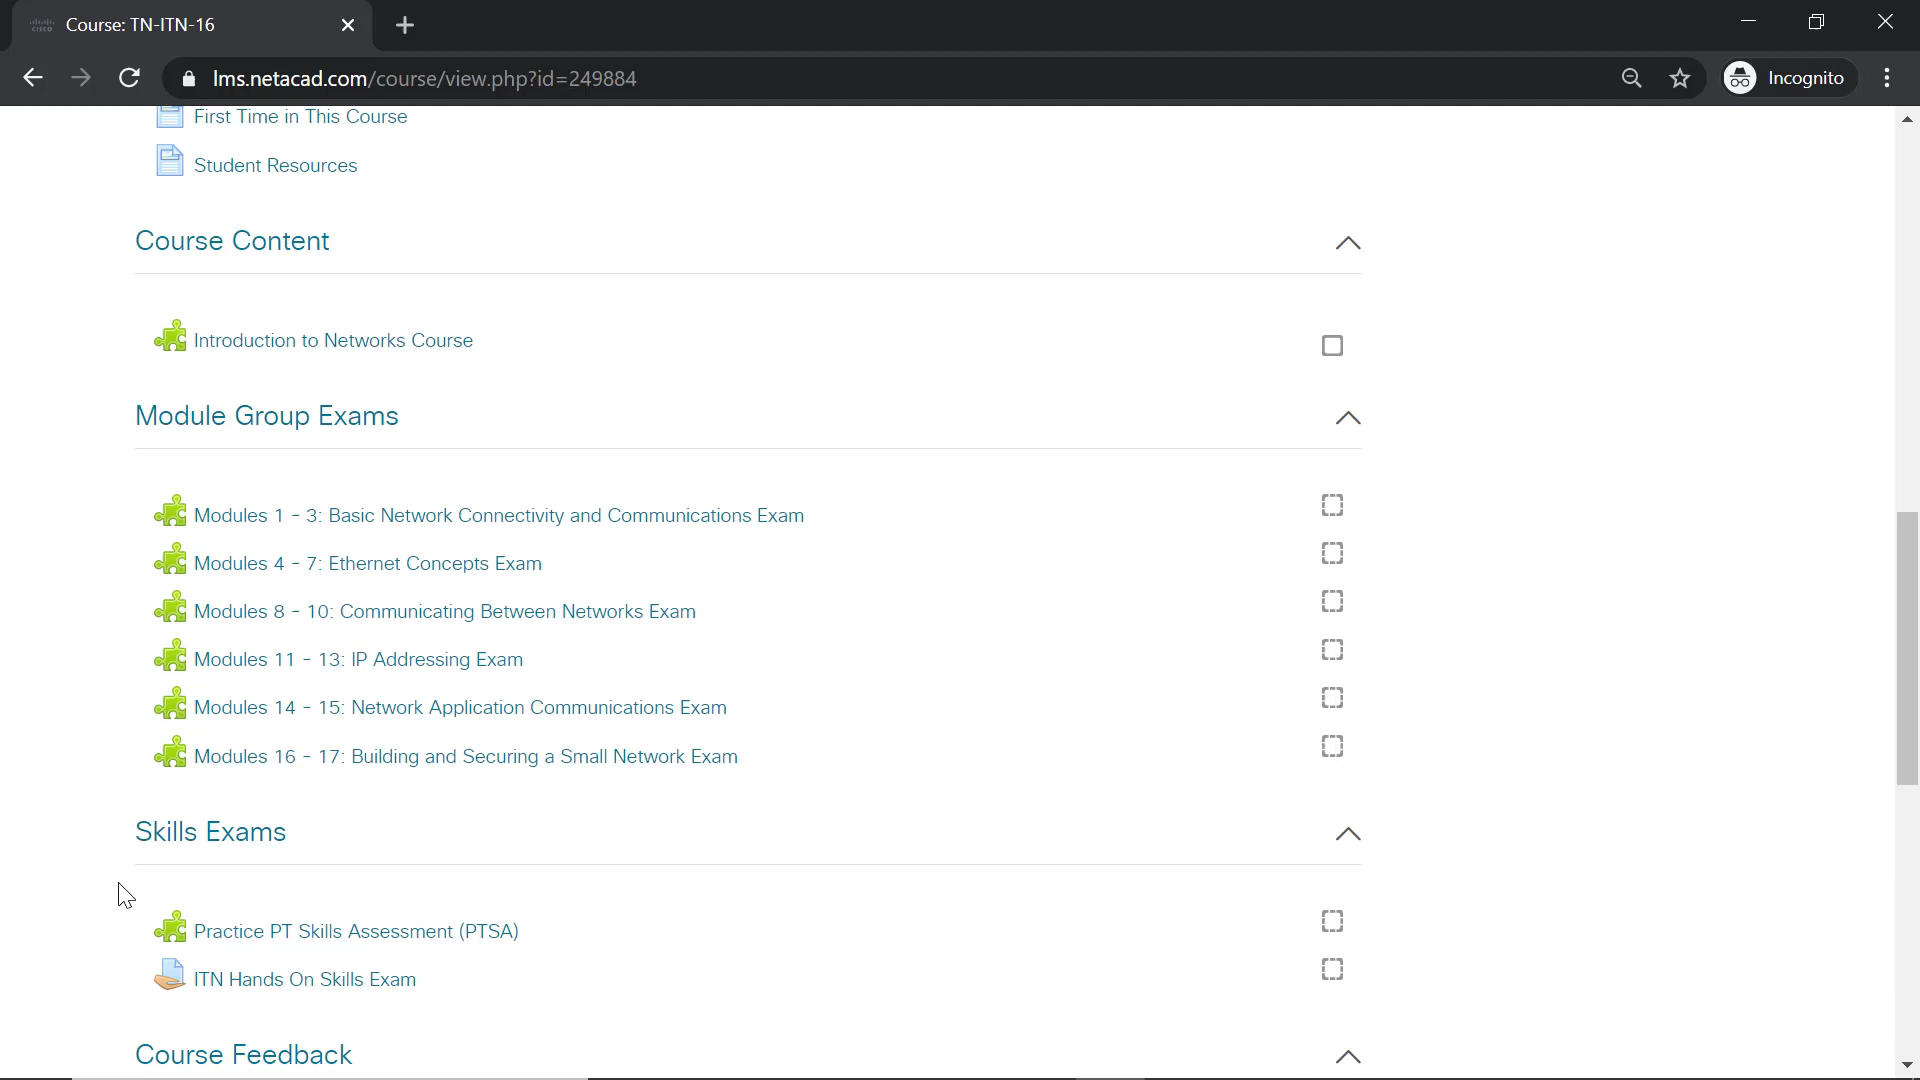 Course: TN-ITN-16
lms.netacad.com/course/view.php?id=249884
Incognito
First Time in This Course
Student Resources
Course Content
Introduction to Networks Course
Module Group Exams
Modules 1 - 3: Basic Network Connectivity and Communications Exam
Modules 4 - 7: Ethernet Concepts Exam
Modules 8 - 10: Communicating Between Networks Exam
Modules 11 - 13: IP Addressing Exam
Modules 14 - 15: Network Application Communications Exam
Modules 16 - 17: Building and Securing a Small Network Exam
Skills Exams
Practice PT Skills Assessment (PTSA)
ITN Hands On Skills Exam
Course Feedback